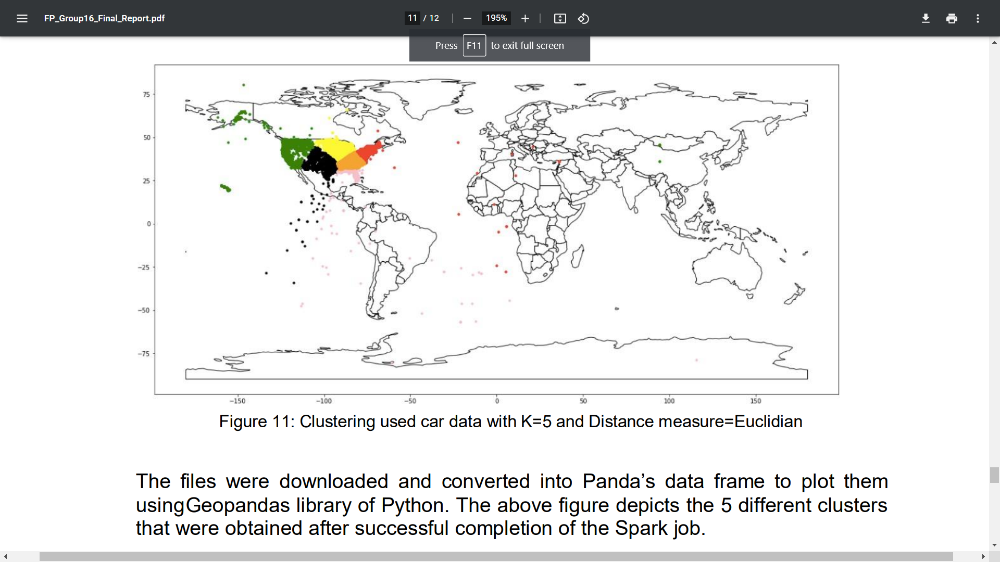 FP_Group16_Final_Report.pdf
11 / 12
195%
Press F11 to exit full screen
75
50
25
0
−25
−50
−75
−150 −100 −50 0 50 100 150
Figure 11: Clustering used car data with K=5 and Distance measure=Euclidian
The files were downloaded and converted into Panda’s data frame to plot them
usingGeopandas library of Python. The above figure depicts the 5 different clusters
that were obtained after successful completion of the Spark job.